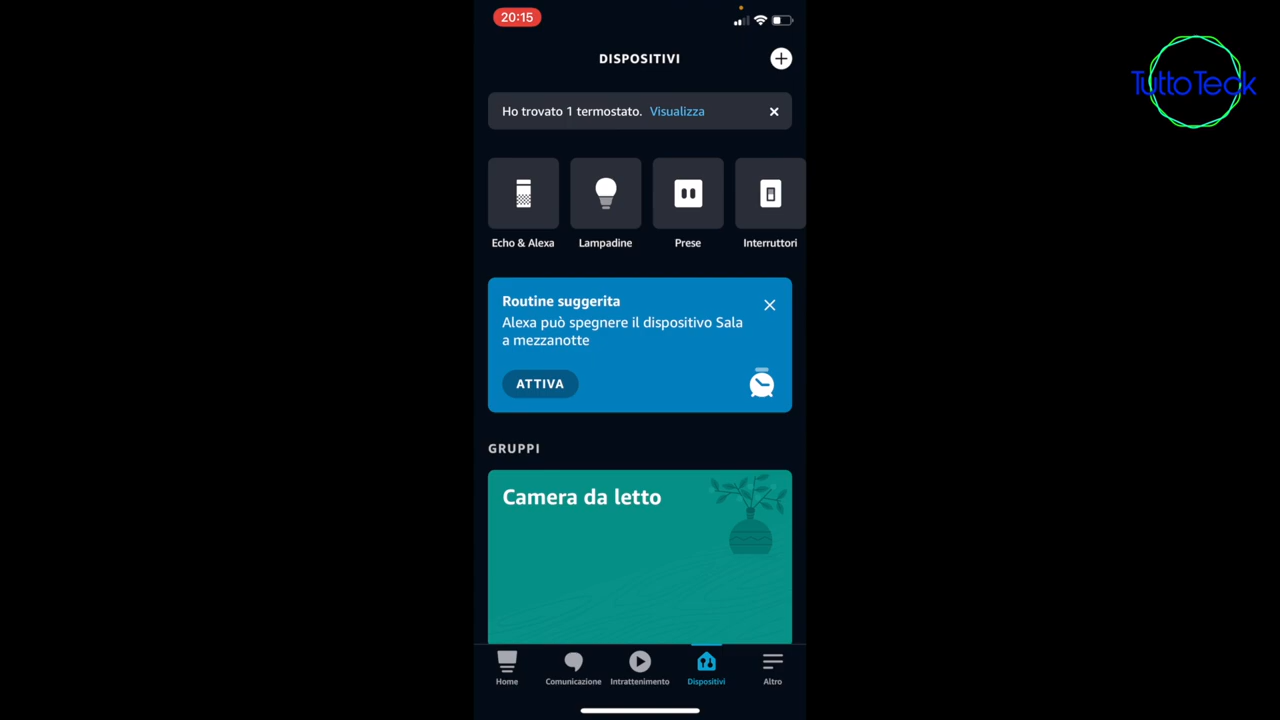 20:15
DISPOSITIVI
TuttoTeck
Ho trovato 1 termostato. Visualizza
Echo & Alexa
Lampadine
Prese
Interruttori
Routine suggerita
Alexa può spegnere il dispositivo Sala
a mezzanotte
ATTIVA
GRUPPI
Camera da letto
Home
Comunicazione
Intrattenimento
Dispositivi
Altro